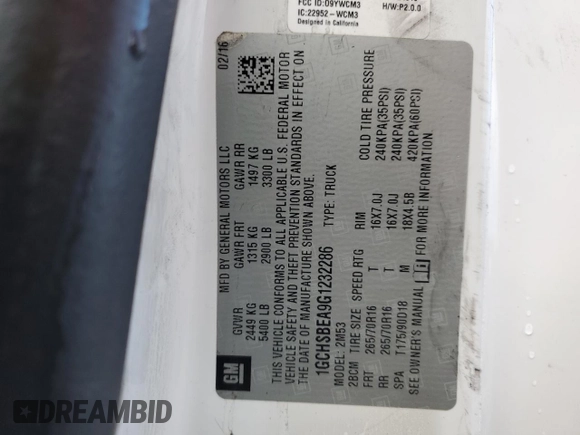 FCC ID:O9YWCM3
IC:22952-WCM3
Designed in California
H/W:P2.0.0
GM
MFD BY GENERAL MOTORS LLC
02/16
GVWR GAWR FRT GAWR RR
2449 KG 1315 KG 1497 KG
5400 LB 2900 LB 3300 LB
THIS VEHICLE CONFORMS TO ALL APPLICABLE U.S. FEDERAL MOTOR
VEHICLE SAFETY AND THEFT PREVENTION STANDARDS IN EFFECT ON
THE DATE OF MANUFACTURE SHOWN ABOVE.
1GCHSBEA9G1232286 TYPE: TRUCK
MODEL: 2M53
2BCM TIRE SIZE SPEED RTG RIM COLD TIRE PRESSURE
FRT 265/70R16 T 16X7.0J 240KPA(35PSI)
RR 265/70R16 T 16X7.0J 240KPA(35PSI)
SPA T175/90D18 M 18X4.5B 420KPA(60PSI)
SEE OWNER'S MANUAL FOR MORE INFORMATION
DREAMBID